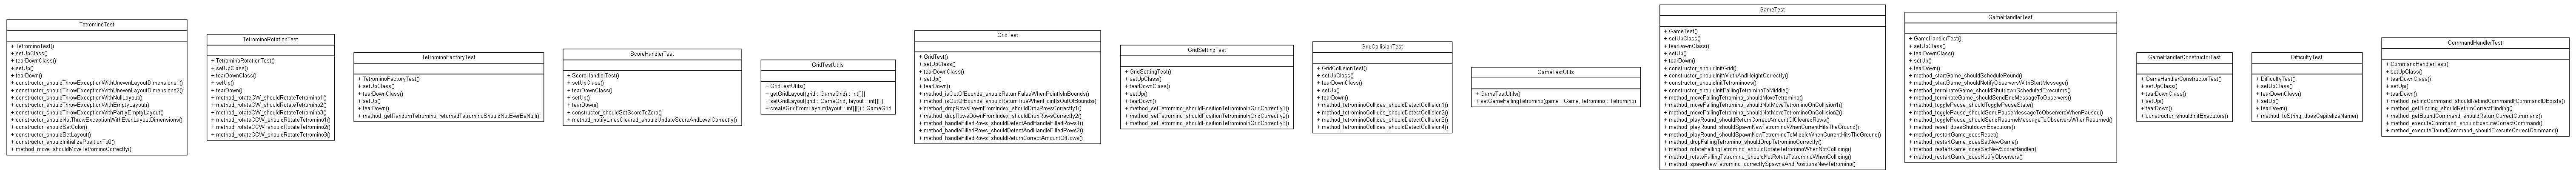 TetrominoTest
+ TetrominoTest()
+ setUpClass()
+ tearDownClass()
+ setUp()
+ tearDown()
+ constructor_shouldThrowExceptionWithUnevenLayoutDimensions1()
+ constructor_shouldThrowExceptionWithUnevenLayoutDimensions2()
+ constructor_shouldThrowExceptionWithNullLayout()
+ constructor_shouldThrowExceptionWithEmptyLayout()
+ constructor_shouldThrowExceptionWithPartlyEmptyLayout()
+ constructor_shouldNotThrowExceptionWithEvenLayoutDimensions()
+ constructor_shouldSetColor()
+ constructor_shouldSetLayout()
+ constructor_shouldInitializePositionTo0()
+ method_move_shouldMoveTetrominoCorrectly()
TetrominoRotationTest
+ TetrominoRotationTest()
+ setUpClass()
+ tearDownClass()
+ setUp()
+ tearDown()
+ method_rotateCW_shouldRotateTetromino1()
+ method_rotateCW_shouldRotateTetromino2()
+ method_rotateCW_shouldRotateTetromino3()
+ method_rotateCCW_shouldRotateTetromino1()
+ method_rotateCCW_shouldRotateTetromino2()
+ method_rotateCCW_shouldRotateTetromino3()
TetrominoFactoryTest
+ TetrominoFactoryTest()
+ setUpClass()
+ tearDownClass()
+ setUp()
+ tearDown()
+ method_getRandomTetromino_returnedTetrominoShouldNotEverBeNull()
ScoreHandlerTest
+ ScoreHandlerTest()
+ setUpClass()
+ tearDownClass()
+ setUp()
+ tearDown()
+ constructor_shouldSetScoreToZero()
+ method_notifyLinesCleared_shouldUpdateScoreAndLevelCorrectly()
GridTestUtils
+ GridTestUtils()
+ getGridLayout(grid : GameGrid) : int[][]
+ setGridLayout(grid : GameGrid, layout : int[][])
+ createGridFromLayout(layout : int[][]) : GameGrid
GridTest
+ GridTest()
+ setUpClass()
+ tearDownClass()
+ setUp()
+ tearDown()
+ method_isOutOfBounds_shouldReturnFalseWhenPointIsInBounds()
+ method_isOutOfBounds_shouldReturnTrueWhenPointIsOutOfBounds()
+ method_dropRowsDownFromIndex_shouldDropRowsCorrectly1()
+ method_dropRowsDownFromIndex_shouldDropRowsCorrectly2()
+ method_handleFilledRows_shouldDetectAndHandleFilledRows1()
+ method_handleFilledRows_shouldDetectAndHandleFilledRows2()
+ method_handleFilledRows_shouldReturnCorrectAmountOfRows()
GridSettingTest
+ GridSettingTest()
+ setUpClass()
+ tearDownClass()
+ setUp()
+ tearDown()
+ method_setTetromino_shouldPositionTetrominoInGridCorrectly1()
+ method_setTetromino_shouldPositionTetrominoInGridCorrectly2()
+ method_setTetromino_shouldPositionTetrominoInGridCorrectly3()
GridCollisionTest
+ GridCollisionTest()
+ setUpClass()
+ tearDownClass()
+ setUp()
+ tearDown()
+ method_tetrominoCollides_shouldDetectCollision1()
+ method_tetrominoCollides_shouldDetectCollision2()
+ method_tetrominoCollides_shouldDetectCollision3()
+ method_tetrominoCollides_shouldDetectCollision4()
GameTestUtils
+ GameTestUtils()
+ setGameFallingTetromino(game : Game, tetromino : Tetromino)
GameTest
+ GameTest()
+ setUpClass()
+ tearDownClass()
+ setUp()
+ tearDown()
+ constructor_shouldInitGrid()
+ constructor_shouldInitWidthAndHeightCorrectly()
+ constructor_shouldInitTetrominoes()
+ constructor_shouldInitFallingTetrominoToMiddle()
+ method_moveFallingTetromino_shouldMoveTetromino()
+ method_moveFallingTetromino_shouldNotMoveTetrominoOnCollision1()
+ method_moveFallingTetromino_shouldNotMoveTetrominoOnCollision2()
+ method_playRound_shouldReturnCorrectAmountOfClearedRows()
+ method_playRound_shouldSpawnNewTetrominoWhenCurrentHitsTheGround()
+ method_playRound_shouldSpawnNewTetrominoToMiddleWhenCurrentHitsTheGround()
+ method_dropFallingTetromino_shouldDropTetrominoCorrectly()
+ method_rotateFallingTetromino_shouldRotateTetrominoWhenNotColliding()
+ method_rotateFallingTetromino_shouldNotRotateTetrominoWhenColliding()
+ method_spawnNewTetromino_correctlySpawnsAndPositionsNewTetromino()
GameHandlerTest
+ GameHandlerTest()
+ setUpClass()
+ tearDownClass()
+ setUp()
+ tearDown()
+ method_startGame_shouldScheduleRound()
+ method_startGame_shouldNotifyObserversWithStartMessage()
+ method_terminateGame_shouldShutdownScheduledExecutors()
+ method_terminateGame_shouldSendEndMessageToObservers()
+ method_togglePause_shouldTogglePauseState()
+ method_togglePause_shouldSendPauseMessageToObserversWhenPaused()
+ method_togglePause_shouldSendResumeMessageToObserversWhenResumed()
+ method_reset_doesShutdownExecutors()
+ method_restartGame_doesReset()
+ method_restartGame_doesSetNewGame()
+ method_restartGame_doesSetNewScoreHandler()
+ method_restartGame_doesNotifyObservers()
GameHandlerConstructorTest
+ GameHandlerConstructorTest()
+ setUpClass()
+ tearDownClass()
+ setUp()
+ tearDown()
+ constructor_shouldInitExecutors()
DifficultyTest
+ DifficultyTest()
+ setUpClass()
+ tearDownClass()
+ setUp()
+ tearDown()
+ method_toString_doesCapitalizeName()
CommandHandlerTest
+ CommandHandlerTest()
+ setUpClass()
+ tearDownClass()
+ setUp()
+ tearDown()
+ method_rebindCommand_shouldRebindCommandIfCommandIDExists()
+ method_getBinding_shouldReturnCorrectBinding()
+ method_getBoundCommand_shouldReturnCorrectCommand()
+ method_executeCommand_shouldExecuteCorrectCommand()
+ method_executeBoundCommand_shouldExecuteCorrectCommand()